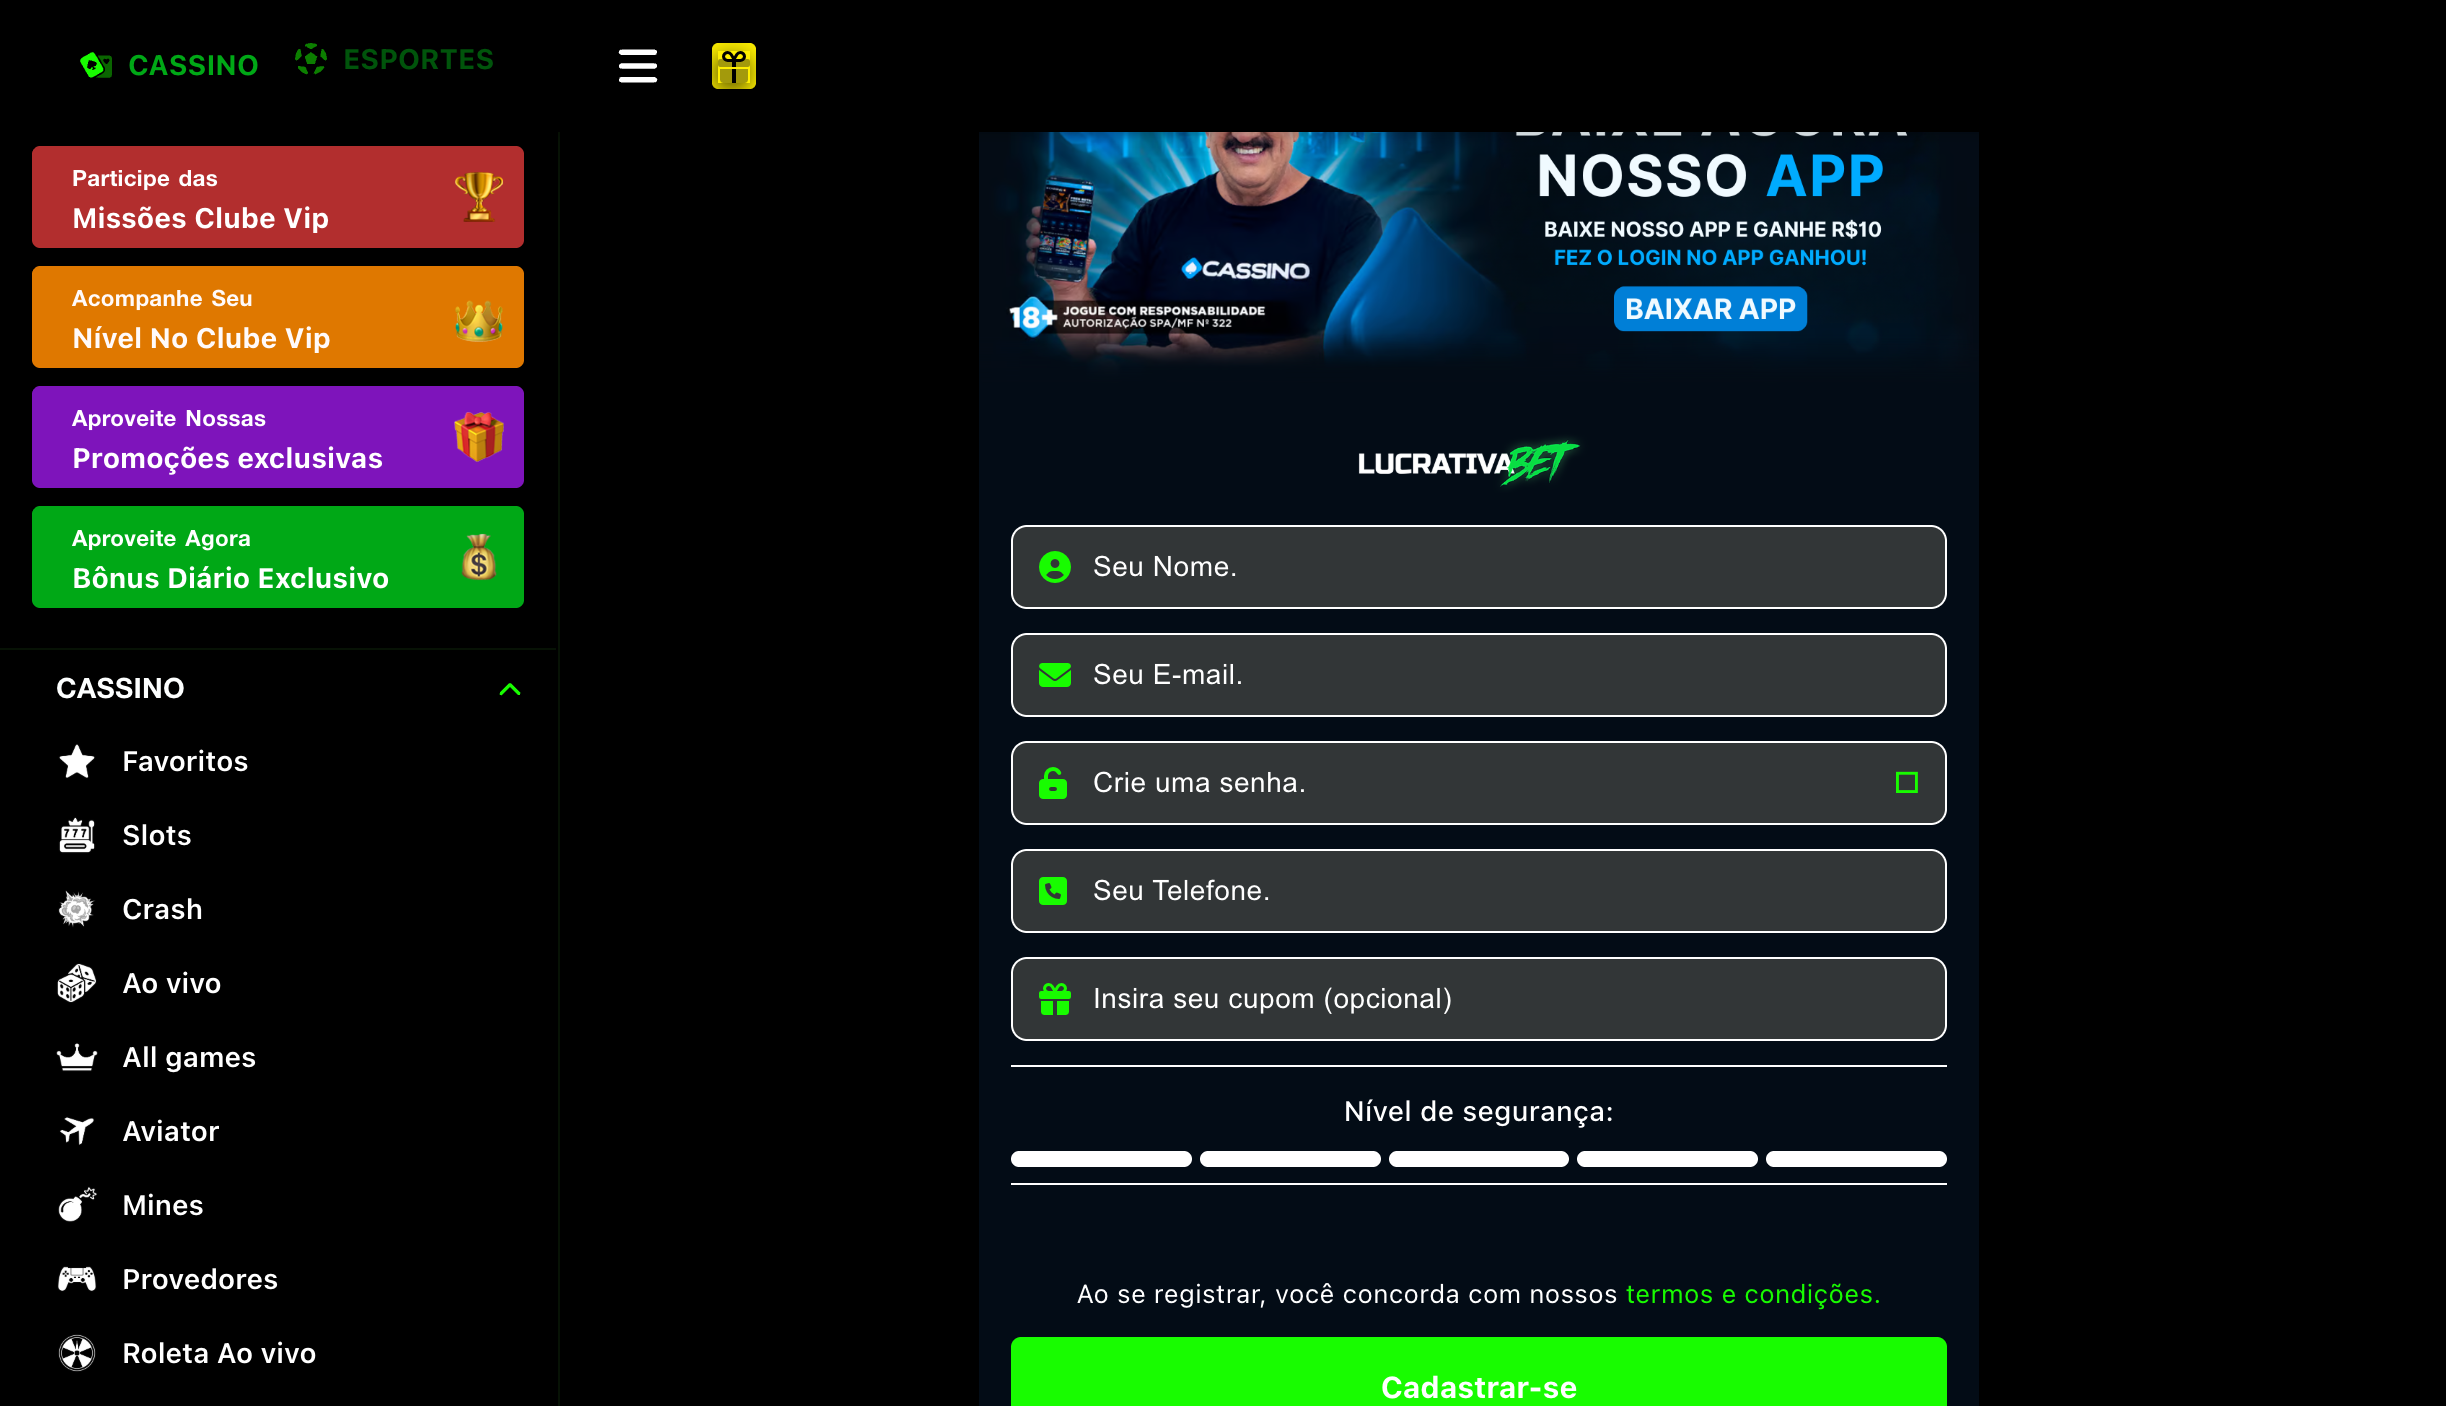 CASSINO
ESPORTES
Participe das
Missões Clube Vip
Acompanhe Seu
Nível No Clube Vip
Aproveite Nossas
Promoções exclusivas
Aproveite Agora
Bônus Diário Exclusivo
CASSINO
Favoritos
Slots
Crash
Ao vivo
All games
Aviator
Mines
Provedores
Roleta Ao vivo
BAIXE AGORA
NOSSO APP
BAIXE NOSSO APP E GANHE R$10
FEZ O LOGIN NO APP GANHOU!
BAIXAR APP
CASSINO
18+ JOGUE COM RESPONSABILIDADE
AUTORIZAÇÃO SPA/MF Nº 322
LUCRATIVABET
Seu Nome.
Seu E-mail.
Crie uma senha.
Seu Telefone.
Insira seu cupom (opcional)
Nível de segurança:
Ao se registrar, você concorda com nossos termos e condições.
Cadastrar-se